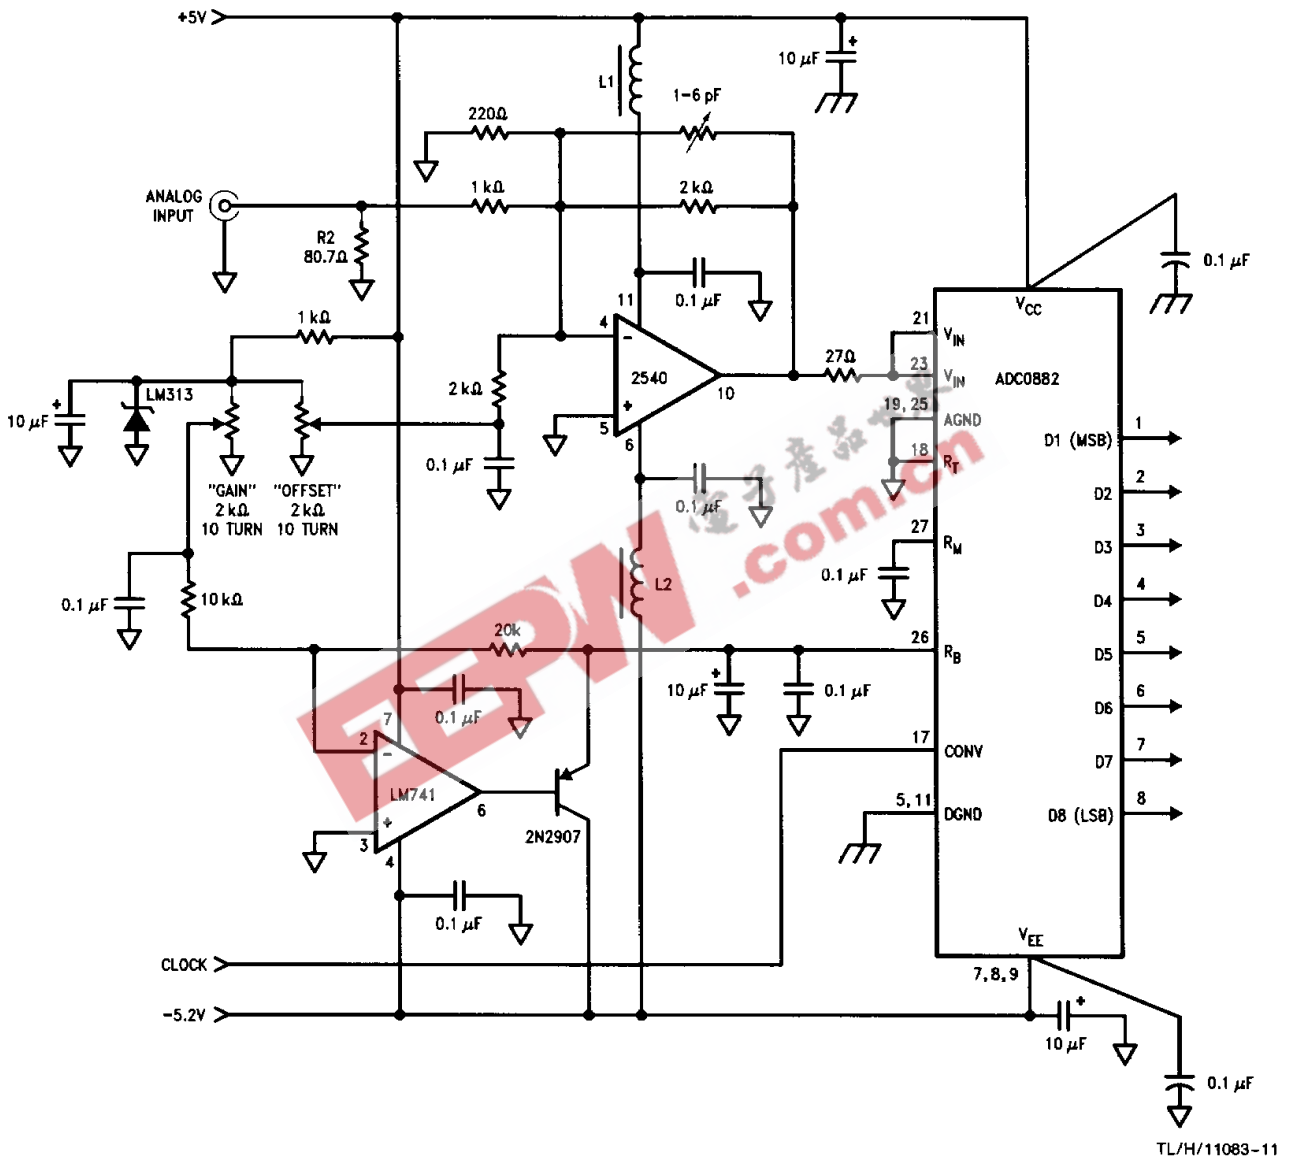 +5V
10 µF
+
L1
1-6 pF
220Ω
ANALOG
INPUT
1 kΩ
2 kΩ
R2
80.7Ω
0.1 µF
0.1 µF
VCC
11
1 kΩ
4
−
2540
10
+
5
6
27Ω
21
VIN
23
VIN
ADC0882
19, 25
AGND
18
RT
10 µF
+
LM313
2 kΩ
0.1 µF
0.1 µF
"GAIN"
2 kΩ
10 TURN
"OFFSET"
2 kΩ
10 TURN
D1 (MSB)
1
D2
2
D3
3
D4
4
D5
5
D6
6
D7
7
D8 (LSB)
8
27
RM
0.1 µF
L2
0.1 µF
10 kΩ
20k
26
RB
+
10 µF
0.1 µF
7
0.1 µF
2
−
LM741
6
+
3
4
2N2907
17
CONV
5, 11
DGND
0.1 µF
VEE
7, 8, 9
CLOCK
-5.2V
+
10 µF
0.1 µF
TL/H/11083-11
EEPW
電子產品世界
.com.cn